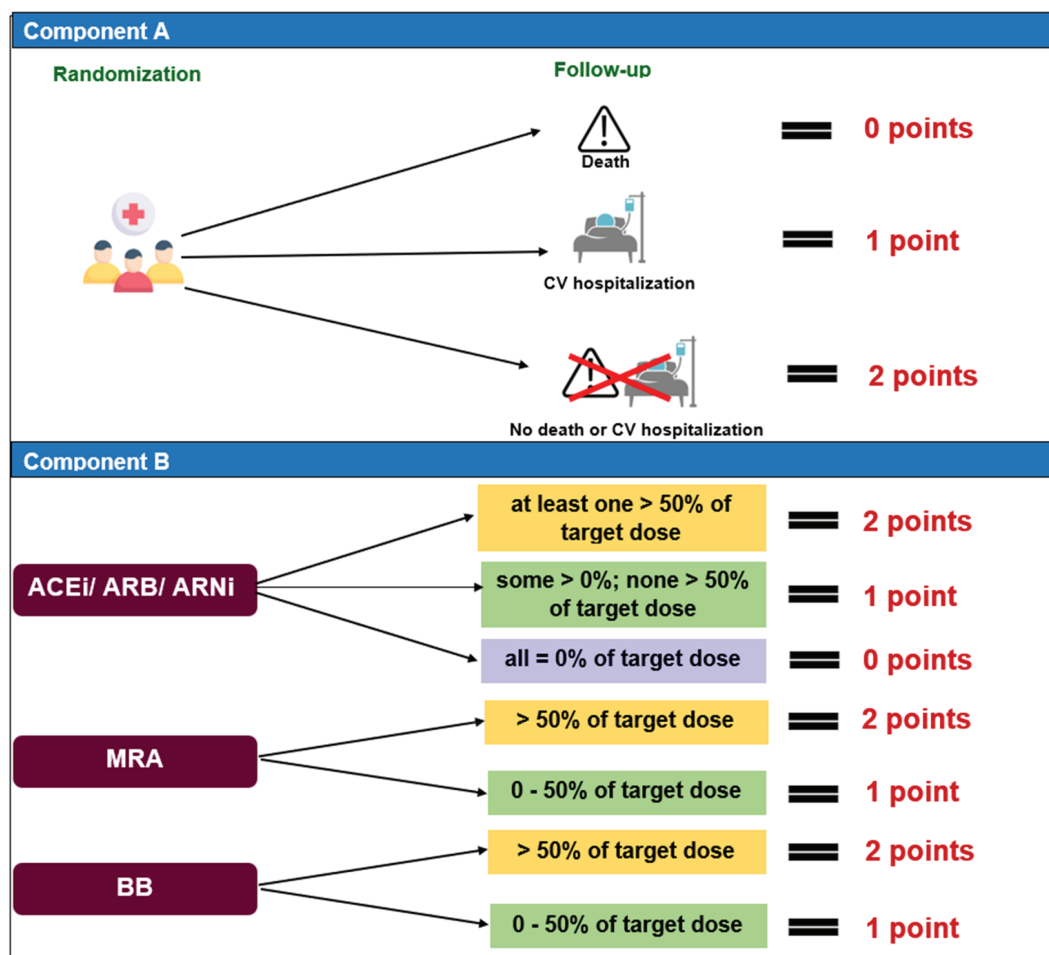 Component A
Randomization
Follow-up
Death
0 points
CV hospitalization
1 point
No death or CV hospitalization
2 points
Component B
ACEi/ ARB/ ARNi
at least one > 50% of
target dose
2 points
some > 0%; none > 50%
of target dose
1 point
all = 0% of target dose
0 points
MRA
> 50% of target dose
2 points
0 - 50% of target dose
1 point
BB
> 50% of target dose
2 points
0 - 50% of target dose
1 point